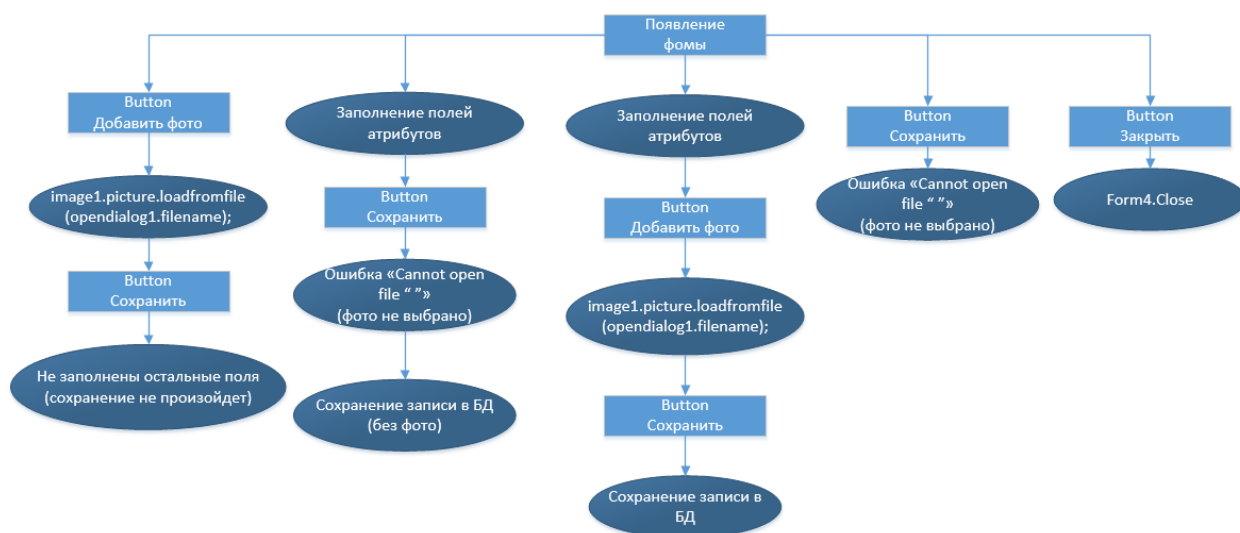 Появление
фомы
Button
Добавить фото
image1.picture.loadfromfile
(opendialog1.filename);
Button
Сохранить
Не заполнены остальные поля
(сохранение не произойдет)
Заполнение полей
атрибутов
Button
Сохранить
Ошибка «Cannot open
file “ ”»
(фото не выбрано)
Сохранение записи в БД
(без фото)
Заполнение полей
атрибутов
Button
Добавить фото
image1.picture.loadfromfile
(opendialog1.filename);
Button
Сохранить
Сохранение записи в
БД
Button
Сохранить
Ошибка «Cannot open
file “ ”»
(фото не выбрано)
Button
Закрыть
Form4.Close